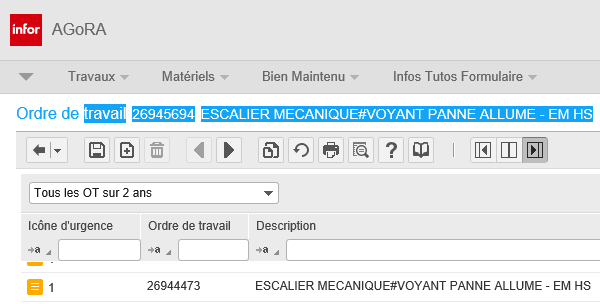 infor AGoRA
Travaux Matériels Bien Maintenu Infos Tutos Formulaire
Ordre de travail 26945694 ESCALIER MECANIQUE#VOYANT PANNE ALLUME - EM HS
Tous les OT sur 2 ans
Icône d'urgence Ordre de travail Description
a a a
1 26944473 ESCALIER MECANIQUE#VOYANT PANNE ALLUME - EM HS